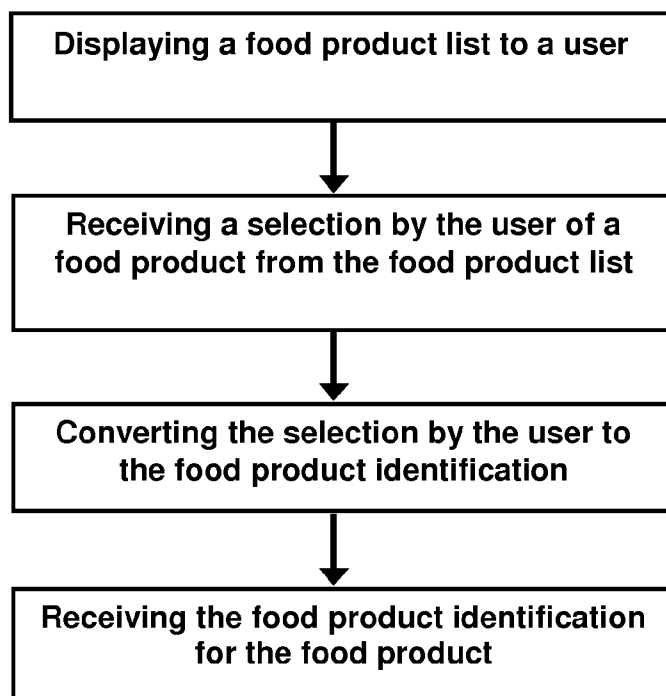 Displaying a food product list to a user
Receiving a selection by the user of a
food product from the food product list
Converting the selection by the user to
the food product identification
Receiving the food product identification
for the food product